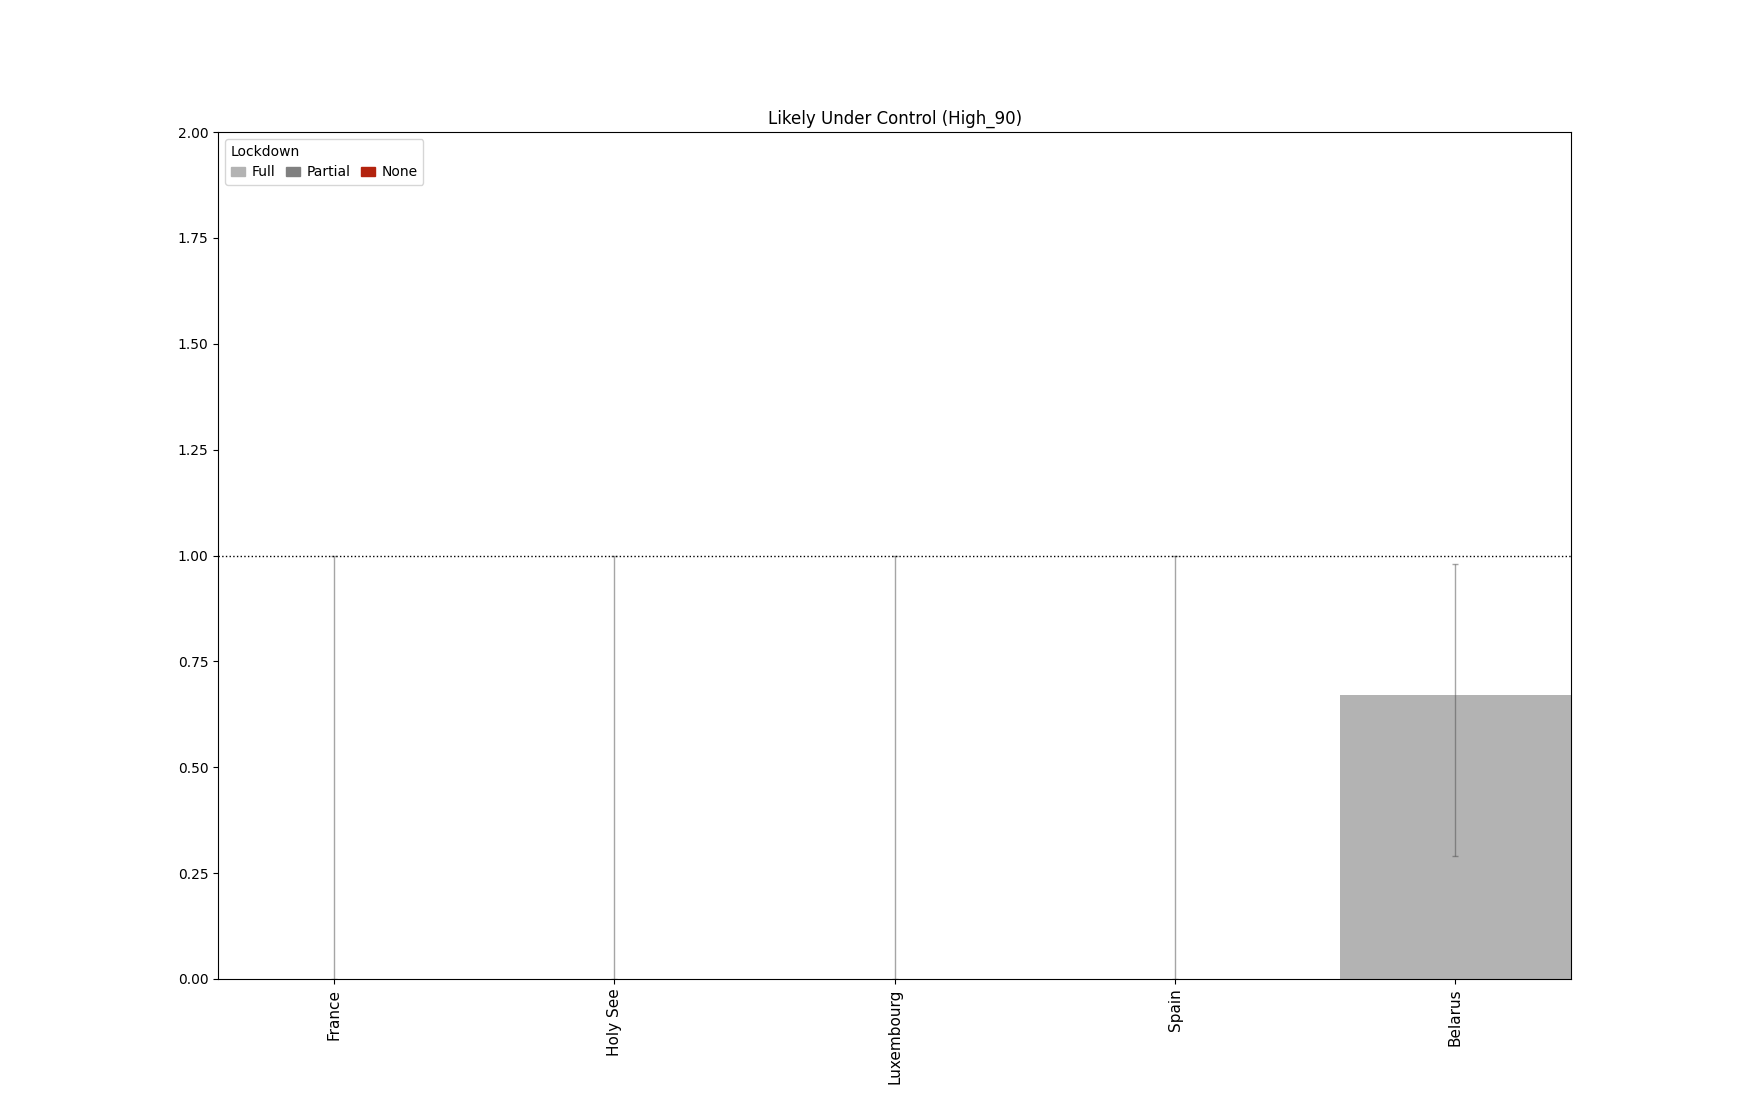 Likely Under Control (High_90)
2.00
Lockdown
Full Partial None
1.75
1.50
1.25
1.00
0.75
0.50
0.25
0.00
France
Holy See
Luxembourg
Spain
Belarus